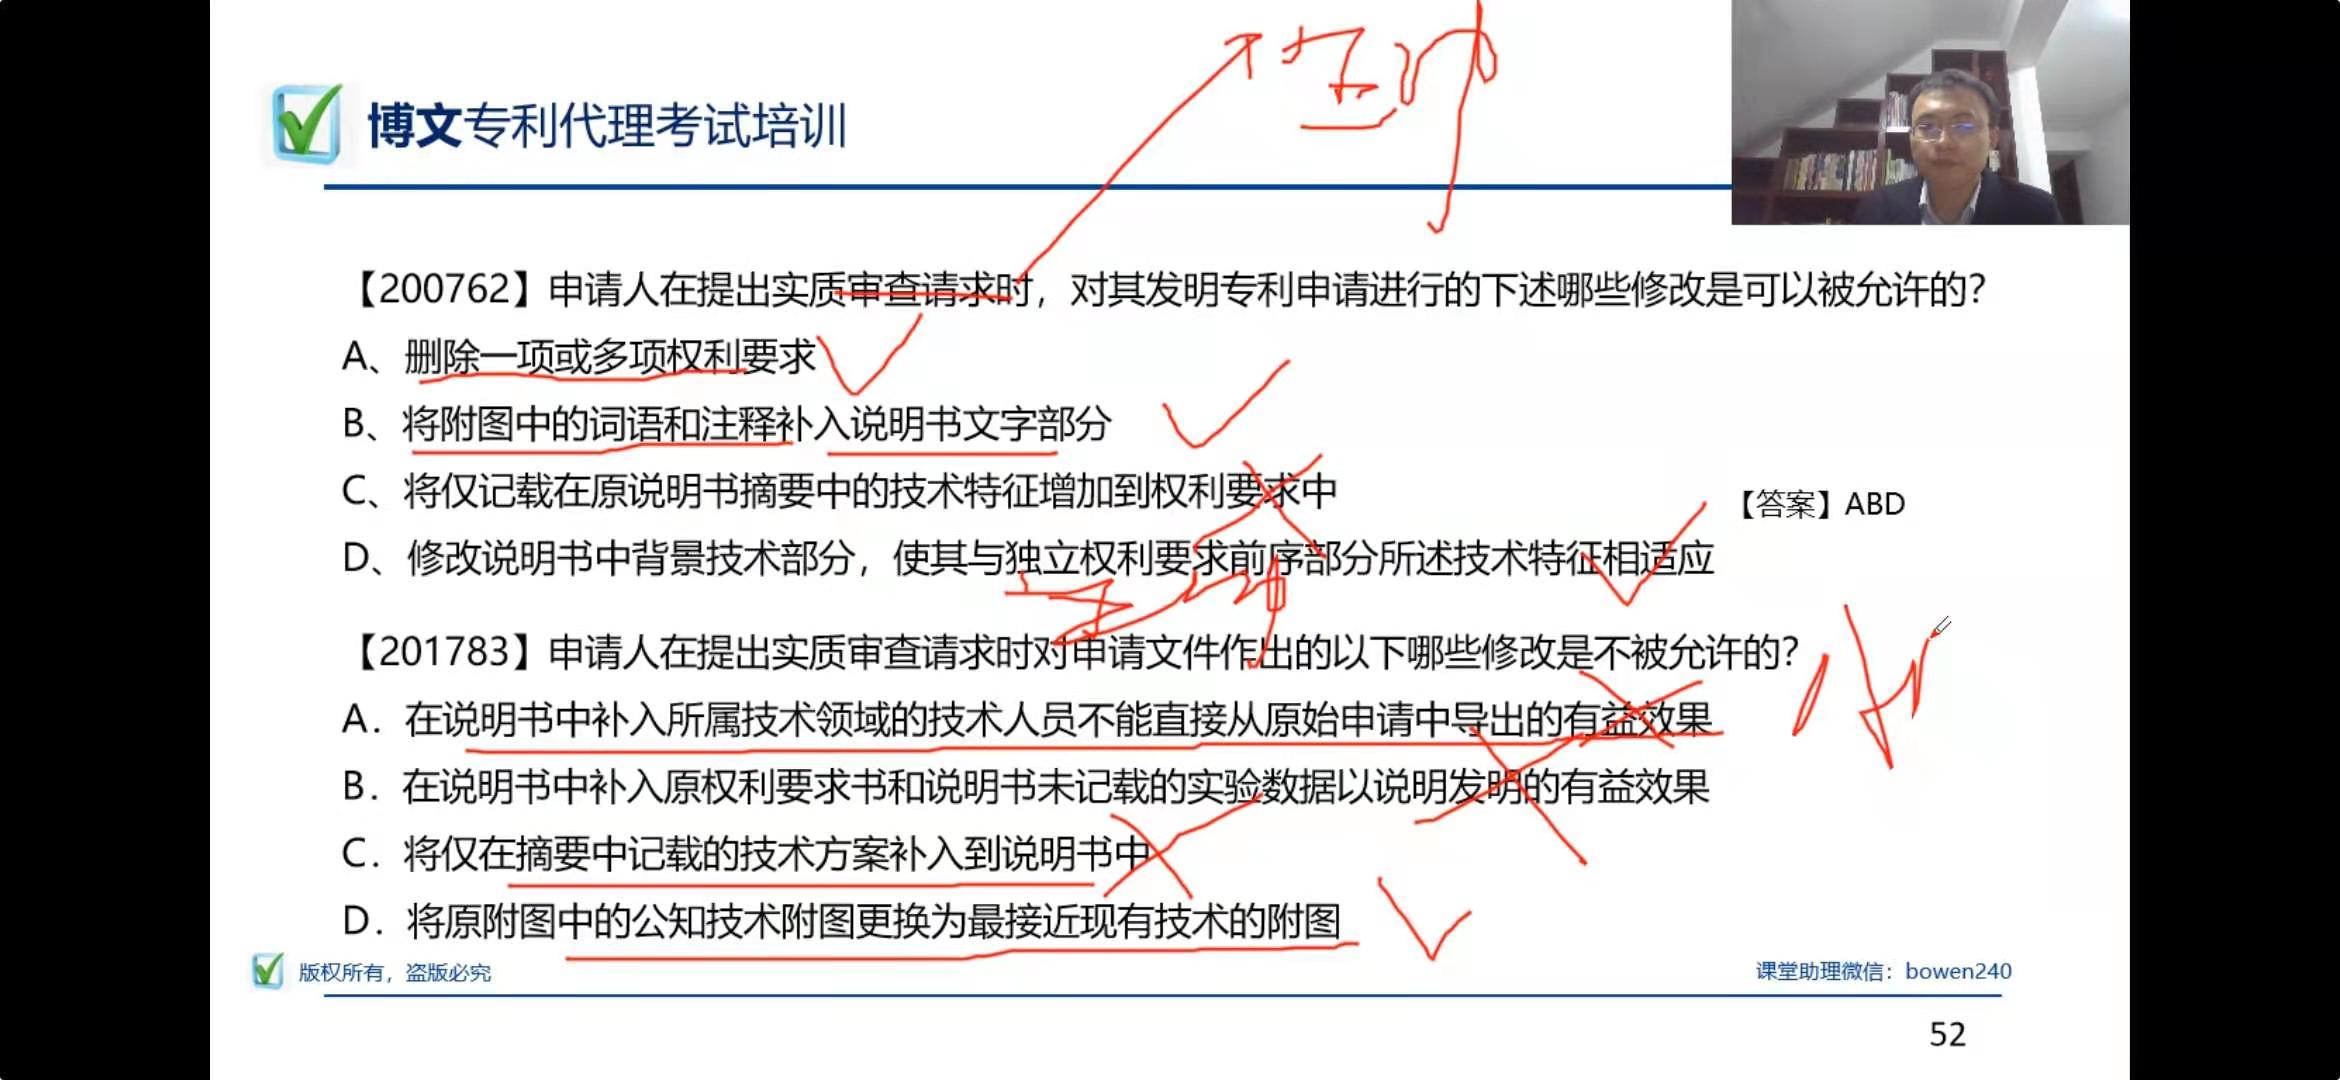 博文专利代理考试培训
【200762】申请人在提出实质审查请求时，对其发明专利申请进行的下述哪些修改是可以被允许的？
A、删除一项或多项权利要求
B、将附图中的词语和注释补入说明书文字部分
C、将仅记载在原说明书摘要中的技术特征增加到权利要求中
【答案】ABD
D、修改说明书中背景技术部分，使其与独立权利要求前序部分所述技术特征相适应
【201783】申请人在提出实质审查请求时对申请文件作出的以下哪些修改是不被允许的？
A．在说明书中补入所属技术领域的技术人员不能直接从原始申请中导出的有益效果
B．在说明书中补入原权利要求书和说明书未记载的实验数据以说明发明的有益效果
C．将仅在摘要中记载的技术方案补入到说明书中
D．将原附图中的公知技术附图更换为最接近现有技术的附图
版权所有，盗版必究
课堂助理微信：bowen240
52